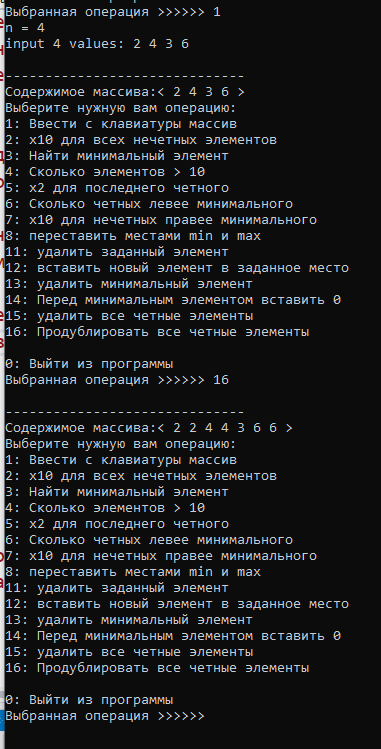 Выбранная операция >>>>>> 1
n = 4
input 4 values: 2 4 3 6
------------------------------
Содержимое массива:< 2 4 3 6 >
Выберите нужную вам операцию:
1: Ввести с клавиатуры массив
2: x10 для всех нечетных элементов
3: Найти минимальный элемент
4: Сколько элементов > 10
5: x2 для последнего четного
6: Сколько четных левее минимального
7: x10 для нечетных правее минимального
8: переставить местами min и max
11: удалить заданный элемент
12: вставить новый элемент в заданное место
13: удалить минимальный элемент
14: Перед минимальным элементом вставить 0
15: удалить все четные элементы
16: Продублировать все четные элементы
0: Выйти из программы
Выбранная операция >>>>>> 16
------------------------------
Содержимое массива:< 2 2 4 4 3 6 6 >
Выберите нужную вам операцию:
1: Ввести с клавиатуры массив
2: x10 для всех нечетных элементов
3: Найти минимальный элемент
4: Сколько элементов > 10
5: x2 для последнего четного
6: Сколько четных левее минимального
7: x10 для нечетных правее минимального
8: переставить местами min и max
11: удалить заданный элемент
12: вставить новый элемент в заданное место
13: удалить минимальный элемент
14: Перед минимальным элементом вставить 0
15: удалить все четные элементы
16: Продублировать все четные элементы
0: Выйти из программы
Выбранная операция >>>>>>